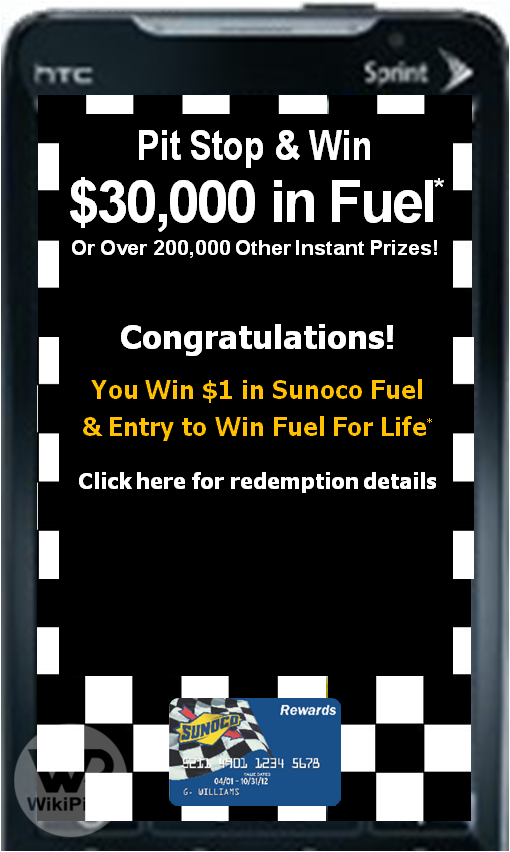 hTC
Sprint
Pit Stop & Win
$30,000 in Fuel*
Or Over 200,000 Other Instant Prizes!
Congratulations!
You Win $1 in Sunoco Fuel
& Entry to Win Fuel For Life*
Click here for redemption details
Rewards
SUNOCO
5211 4901 1234 5678
VALID DATES
04/01 - 10/31/12
G. WILLIAMS
WikiPi